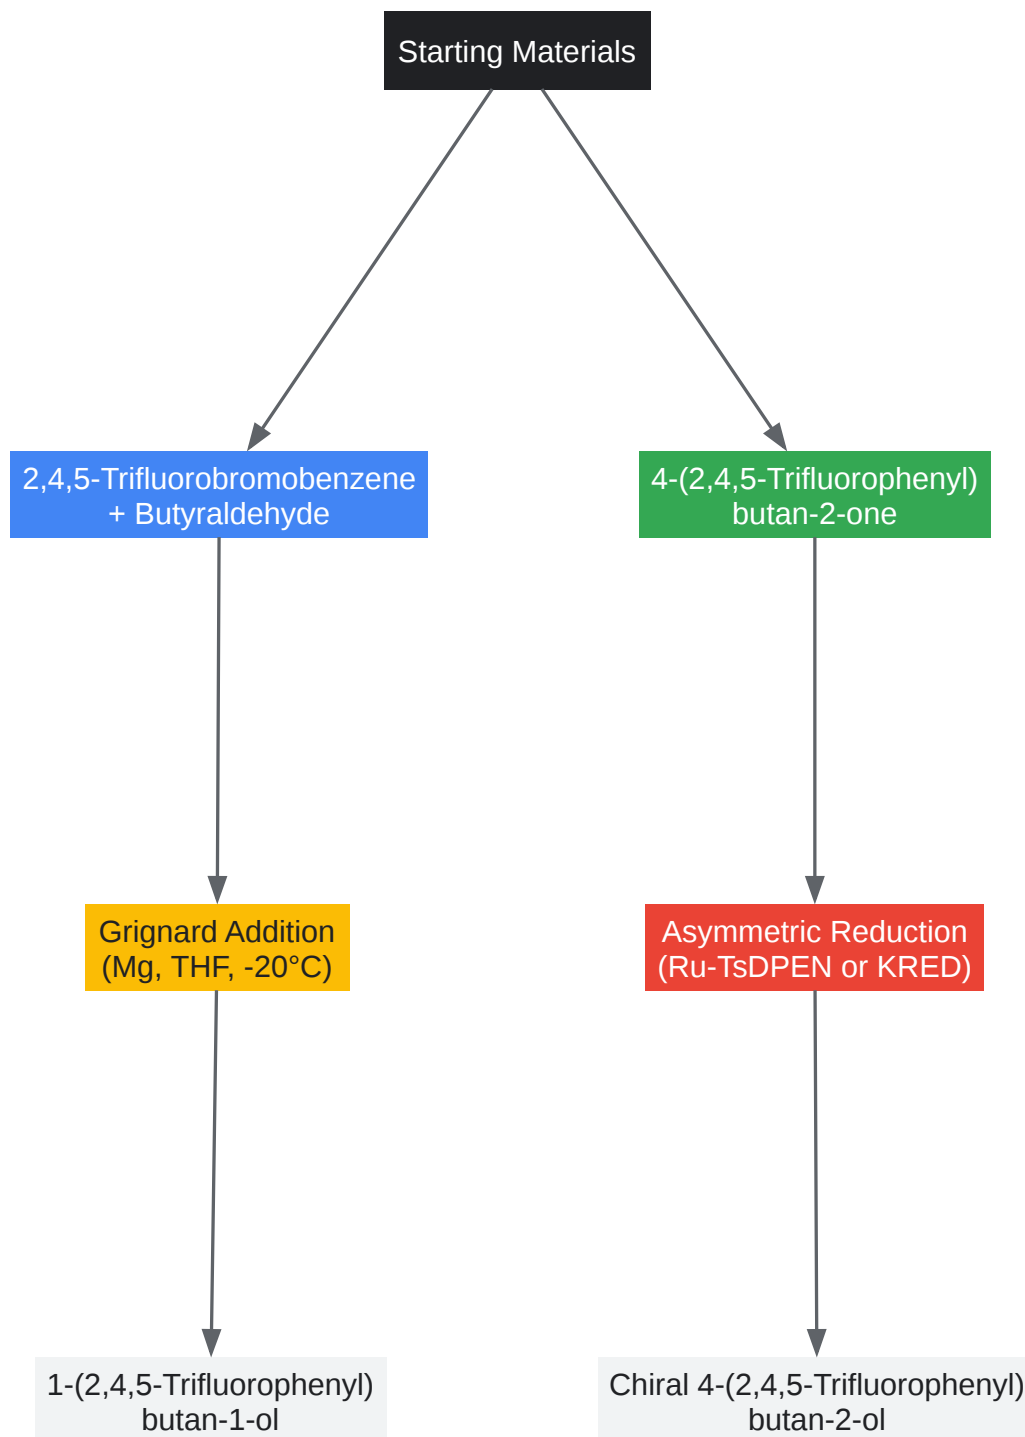 Starting Materials
2,4,5-Trifluorobromobenzene
+ Butyraldehyde
4-(2,4,5-Trifluorophenyl)
butan-2-one
Grignard Addition
(Mg, THF, -20°C)
Asymmetric Reduction
(Ru-TsDPEN or KRED)
1-(2,4,5-Trifluorophenyl)
butan-1-ol
Chiral 4-(2,4,5-Trifluorophenyl)
butan-2-ol